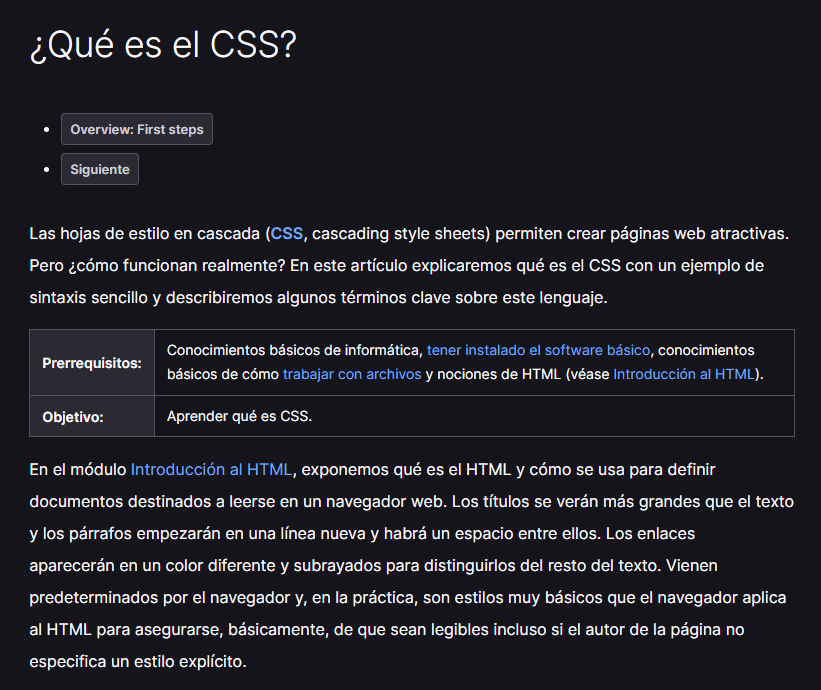 ¿Qué es el CSS?
Overview: First steps
Siguiente
Las hojas de estilo en cascada (CSS, cascading style sheets) permiten crear páginas web atractivas.
Pero ¿cómo funcionan realmente? En este artículo explicaremos qué es el CSS con un ejemplo de
sintaxis sencillo y describiremos algunos términos clave sobre este lenguaje.
Prerrequisitos:
Conocimientos básicos de informática, tener instalado el software básico, conocimientos
básicos de cómo trabajar con archivos y nociones de HTML (véase Introducción al HTML).
Objetivo:
Aprender qué es CSS.
En el módulo Introducción al HTML, exponemos qué es el HTML y cómo se usa para definir
documentos destinados a leerse en un navegador web. Los títulos se verán más grandes que el texto
y los párrafos empezarán en una línea nueva y habrá un espacio entre ellos. Los enlaces
aparecerán en un color diferente y subrayados para distinguirlos del resto del texto. Vienen
predeterminados por el navegador y, en la práctica, son estilos muy básicos que el navegador aplica
al HTML para asegurarse, básicamente, de que sean legibles incluso si el autor de la página no
especifica un estilo explícito.